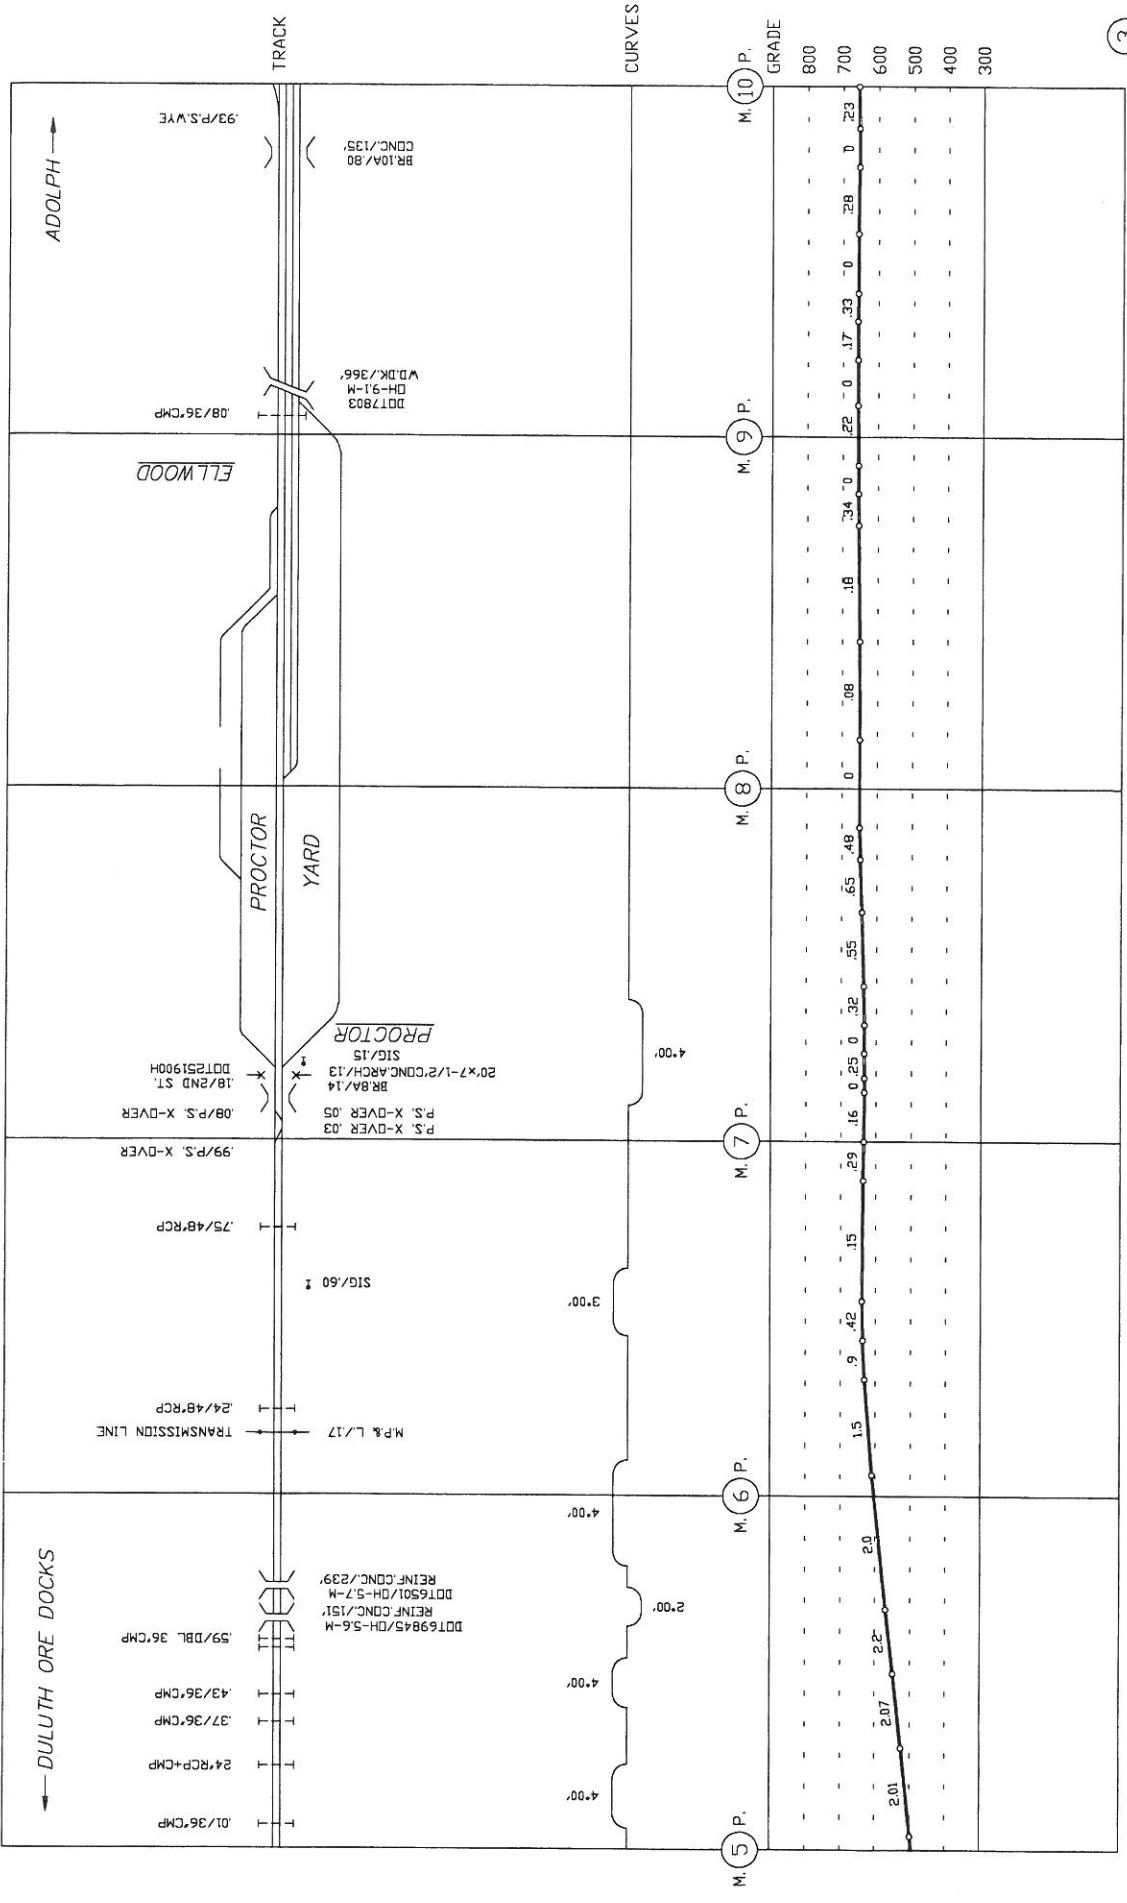 ← DULUTH ORE DOCKS
ADOLPH →
.01/36"CMP
24"RCP+CMP
.37/36"CMP
.43/36"CMP
.59/DBL 36"CMP
TRANSMISSION LINE
.24/48"RCP
.75/48"RCP
.99/P.S. X-OVER
.08/P.S. X-OVER
.18/2ND ST.
DOT251900H
PROCTOR
YARD
ELLWOOD
.08/36"CMP
.93/P.S.WYE
TRACK
DOT69845/OH-5.6-M
REINF.CONC./151'
DOT6501/OH-5.7-M
REINF.CONC./239'
M.P.& L./.17
SIG/.60
P.S. X-OVER .03
P.S. X-OVER .05
BR.8A/.14
20'x7-1/2'CONC.ARCH/.13
SIG/.15
PROCTOR
DOT7803
OH-9.1-M
WD.DK./366'
BR.10A/.80
CONC./135'
4°00'
4°00'
2°00'
4°00'
3°00'
4°00'
CURVES
M. 5 P.
M. 6 P.
M. 7 P.
M. 8 P.
M. 9 P.
M. 10 P.
GRADE
800
700
600
500
400
300
2.01
2.07
2.2
2.0
1.5
.9
.42
.15
.29
.16
0
.25
0
.32
.55
.65
.48
0
.08
.18
.34
0
.22
0
.17
.33
0
.28
0
.23